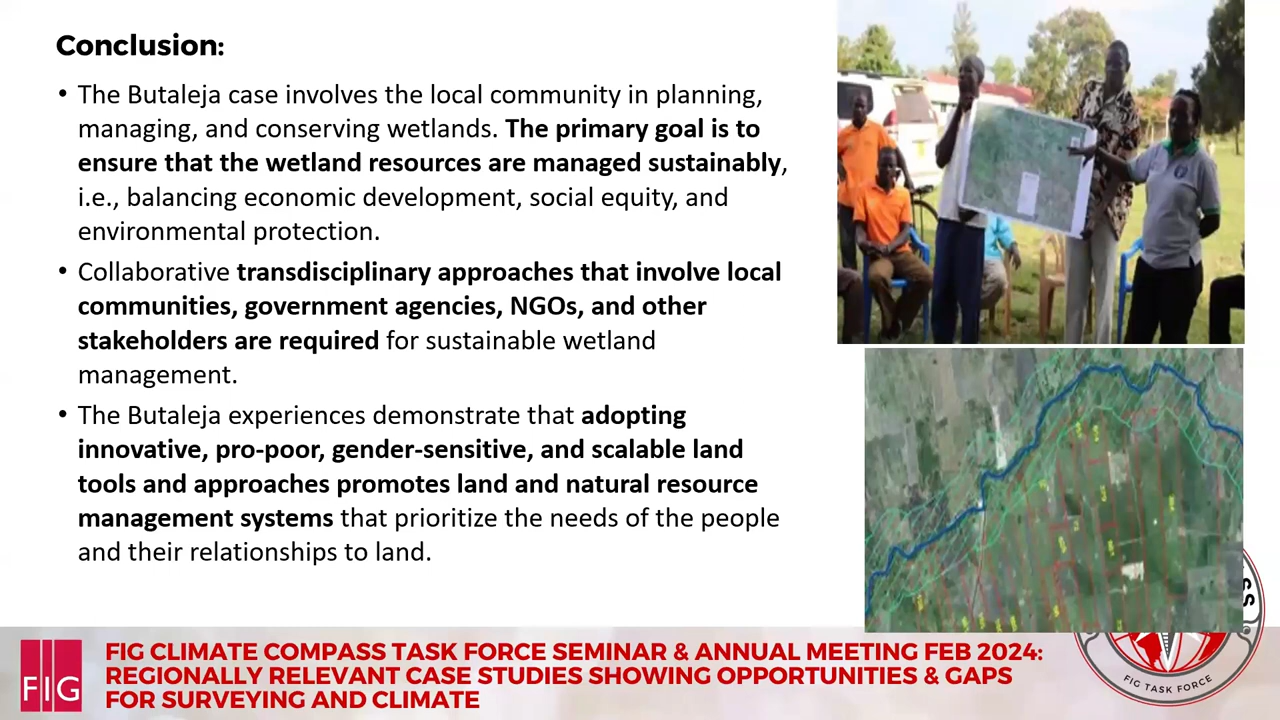 Conclusion:
• The Butaleja case involves the local community in planning,
managing, and conserving wetlands. The primary goal is to
ensure that the wetland resources are managed sustainably,
i.e., balancing economic development, social equity, and
environmental protection.
• Collaborative transdisciplinary approaches that involve local
communities, government agencies, NGOs, and other
stakeholders are required for sustainable wetland
management.
• The Butaleja experiences demonstrate that adopting
innovative, pro-poor, gender-sensitive, and scalable land
tools and approaches promotes land and natural resource
management systems that prioritize the needs of the people
and their relationships to land.
FIG
FIG CLIMATE COMPASS TASK FORCE SEMINAR & ANNUAL MEETING FEB 2024:
REGIONALLY RELEVANT CASE STUDIES SHOWING OPPORTUNITIES & GAPS
FOR SURVEYING AND CLIMATE
FIG TASK FORCE